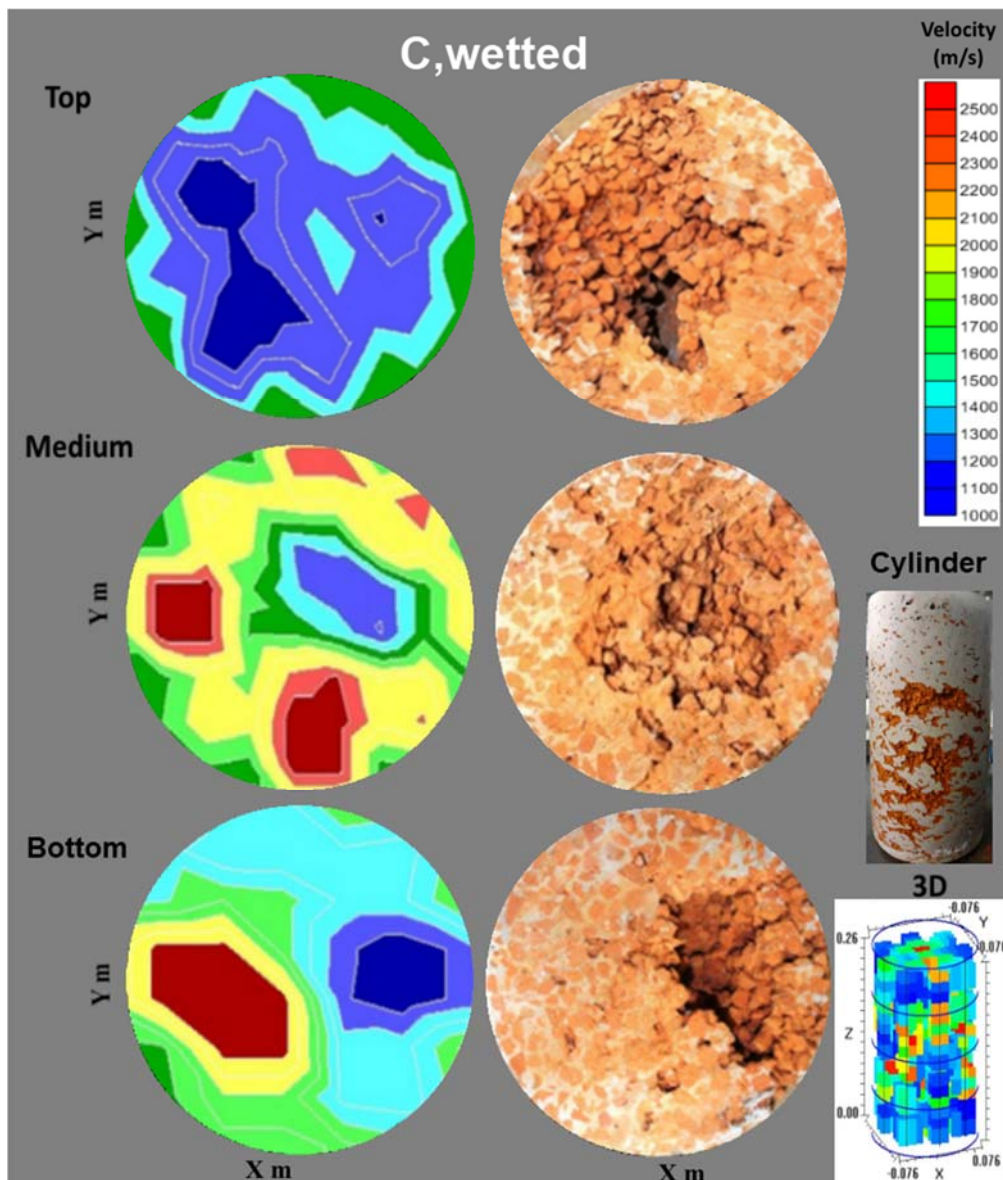 C,wetted
Velocity
(m/s)
Top
Y m
2500
2400
2300
2200
2100
2000
1900
1800
1700
1600
1500
1400
1300
1200
1100
1000
Medium
Y m
Cylinder
Bottom
Y m
3D
-0.076
Y
0.26
Z
0.00
-0.076
X
0.076
X m
X m